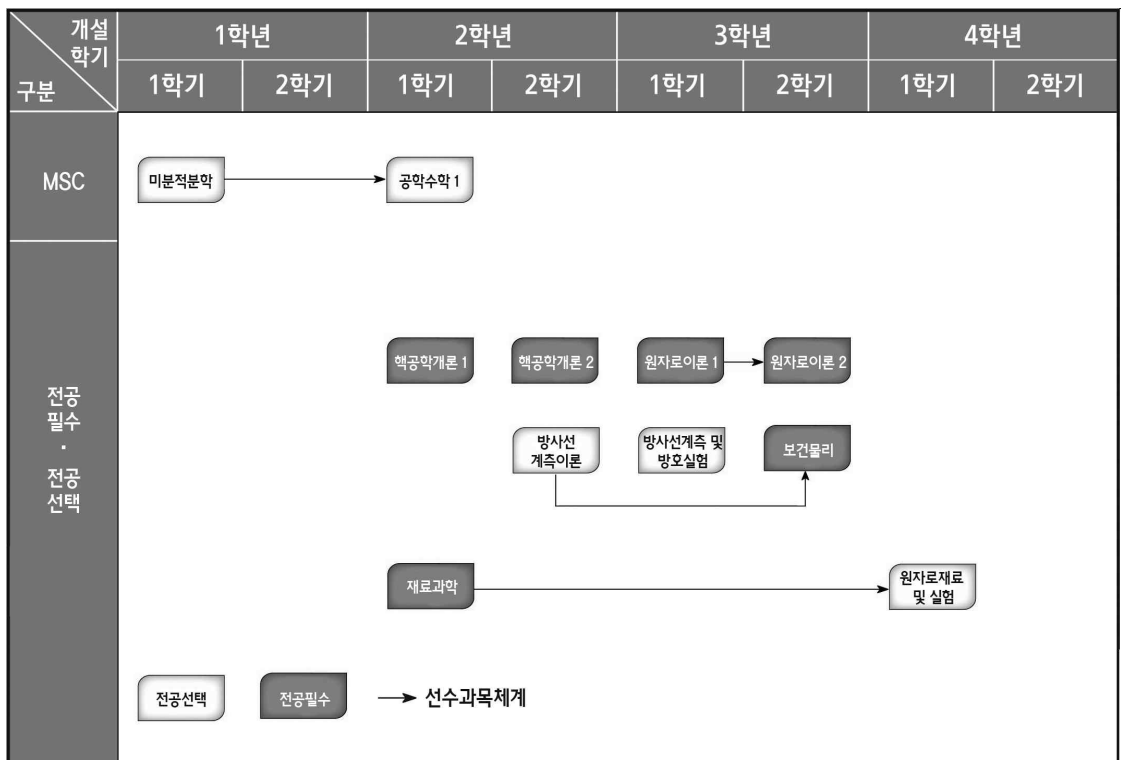 개설
학기
구분
1학년
2학년
3학년
4학년
1학기
2학기
1학기
2학기
1학기
2학기
1학기
2학기
MSC
미분적분학
공학수학 1
전공
필수
·
전공
선택
핵공학개론 1
핵공학개론 2
원자로이론 1
원자로이론 2
방사선
계측이론
방사선계측 및
방호실험
보건물리
재료과학
원자로재료
및 실험
전공선택
전공필수
선수과목체계